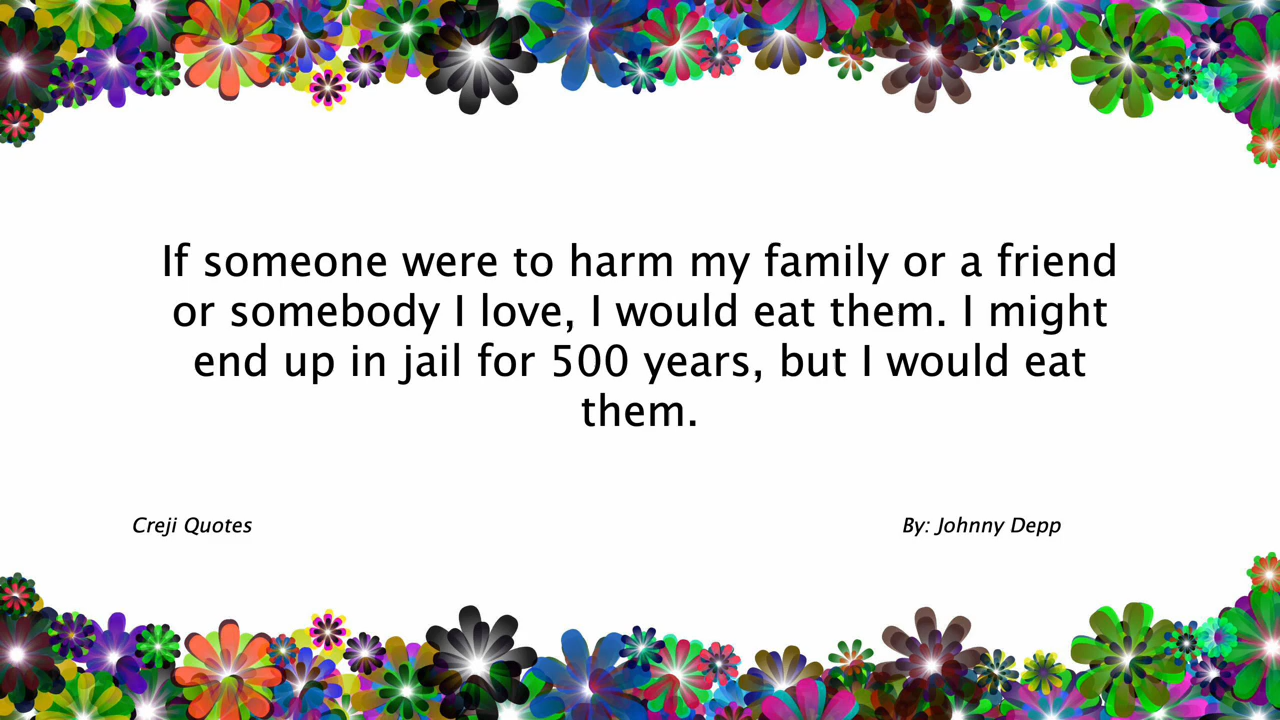 If someone were to harm my family or a friend
or somebody I love, I would eat them. I might
end up in jail for 500 years, but I would eat
them.
Creji Quotes
By: Johnny Depp